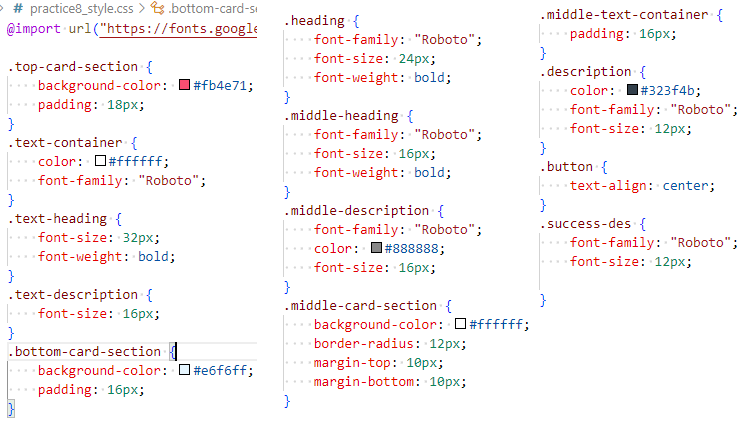 practice8_style.css > .bottom-card-se
@import url("https://fonts.google
.top-card-section {
background-color: #fb4e71;
padding: 18px;
}
.text-container {
color: #ffffff;
font-family: "Roboto";
}
.text-heading {
font-size: 32px;
font-weight: bold;
}
.text-description {
font-size: 16px;
}
.bottom-card-section {
background-color: #e6f6ff;
padding: 16px;
}
.heading {
font-family: "Roboto";
font-size: 24px;
font-weight: bold;
}
.middle-heading {
font-family: "Roboto";
font-size: 16px;
font-weight: bold;
}
.middle-description {
font-family: "Roboto";
color: #888888;
font-size: 16px;
}
.middle-card-section {
background-color: #ffffff;
border-radius: 12px;
margin-top: 10px;
margin-bottom: 10px;
}
.middle-text-container {
padding: 16px;
}
.description {
color: #323f4b;
font-family: "Roboto";
font-size: 12px;
}
.button {
text-align: center;
}
.success-des {
font-family: "Roboto";
font-size: 12px;
}